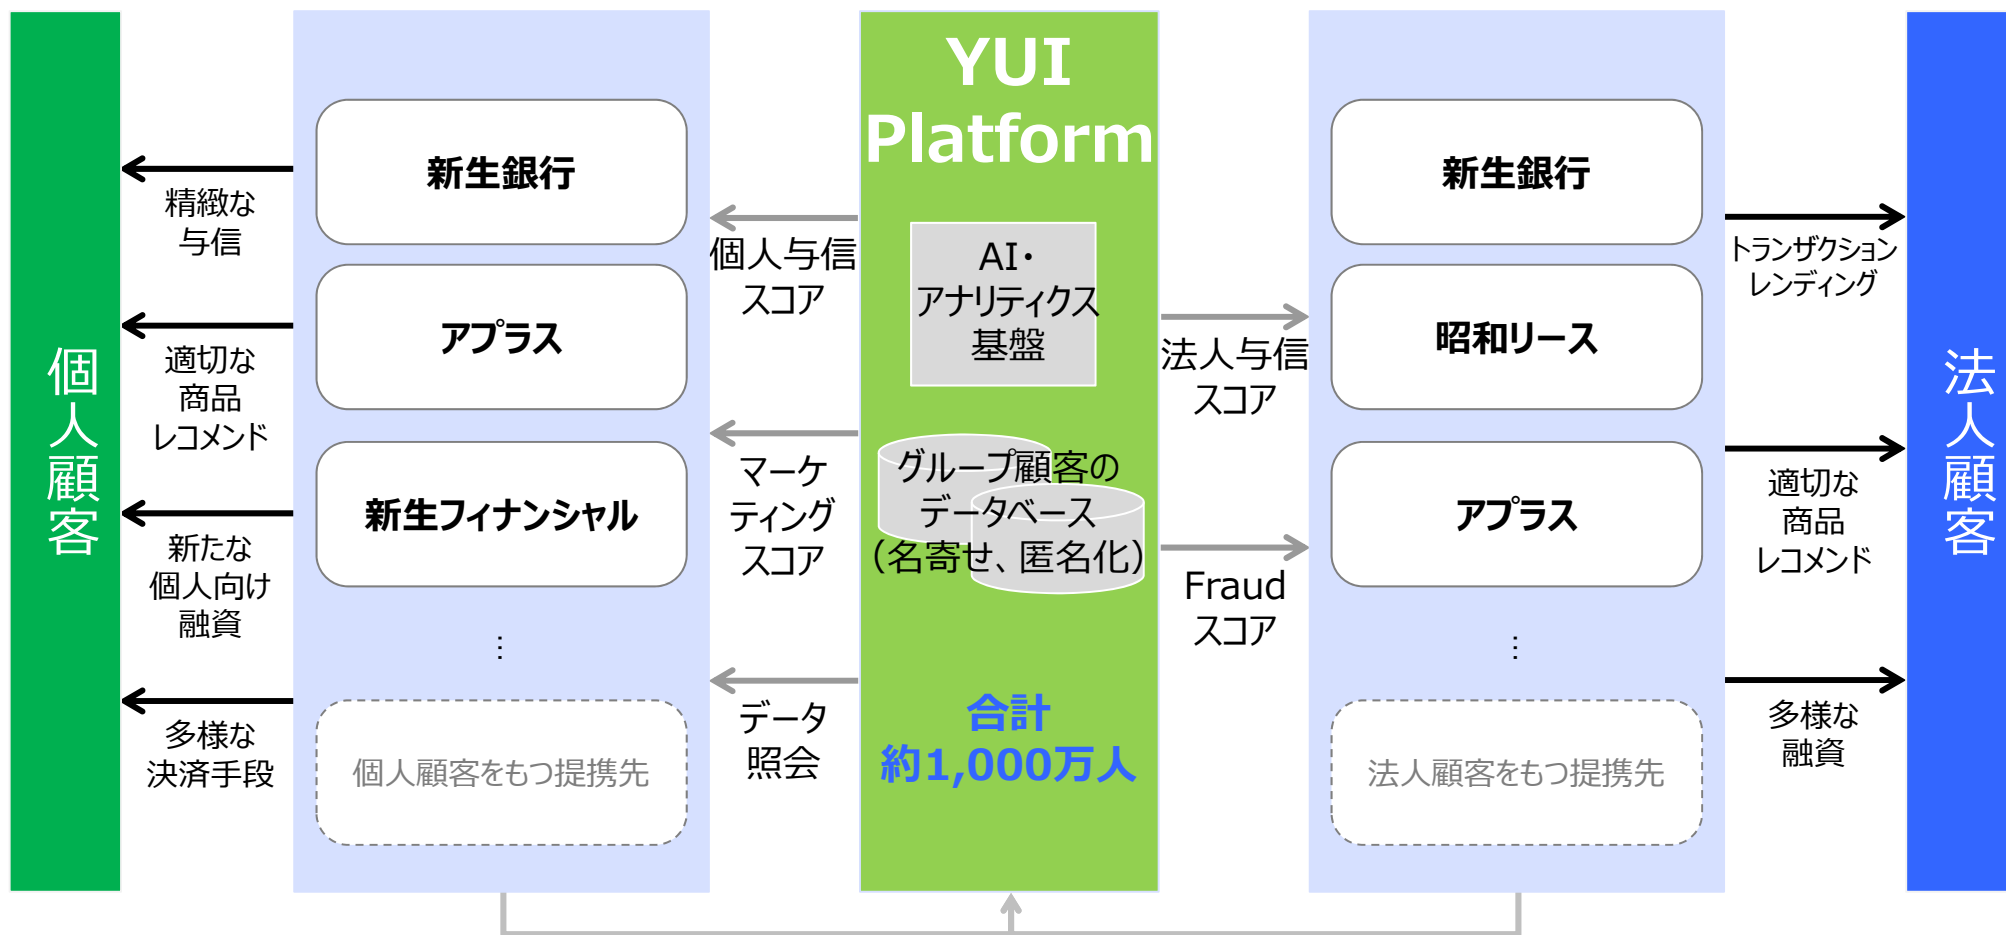 個人顧客
精緻な
与信
適切な
商品
レコメンド
新たな
個人向け
融資
多様な
決済手段
新生銀行
アプラス
新生フィナンシャル
…
個人顧客をもつ提携先
個人与信
スコア
マーケ
ティング
スコア
データ
照会
YUI
Platform
AI・
アナリティクス
基盤
グループ顧客の
データベース
（名寄せ、匿名化）
合計
約1,000万人
法人与信
スコア
Fraud
スコア
新生銀行
昭和リース
アプラス
…
法人顧客をもつ提携先
トランザクション
レンディング
適切な
商品
レコメンド
多様な
融資
法人顧客